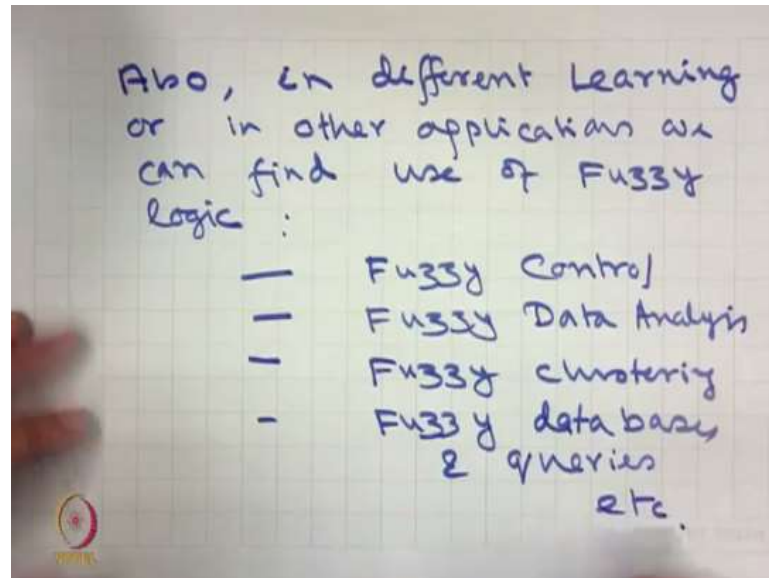 Also, in different Learning
or in other applications we
can find use of Fuzzy
logic :
— Fuzzy Control
— Fuzzy Data Analysis
— Fuzzy clustering
- Fuzzy databases
& queries
etc.
NPTEL